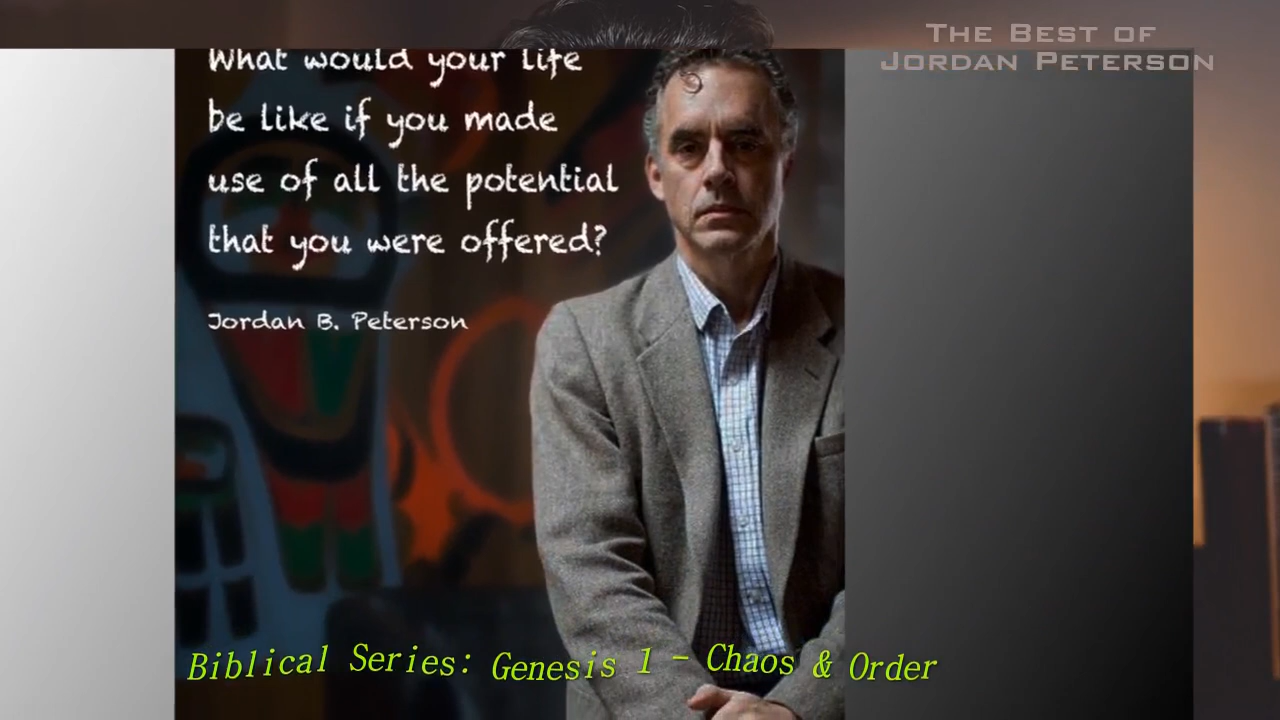 The Best of
Jordan Peterson
What would your life
be like if you made
use of all the potential
that you were offered?
Jordan B. Peterson
Biblical Series: Genesis 1 - Chaos & Order